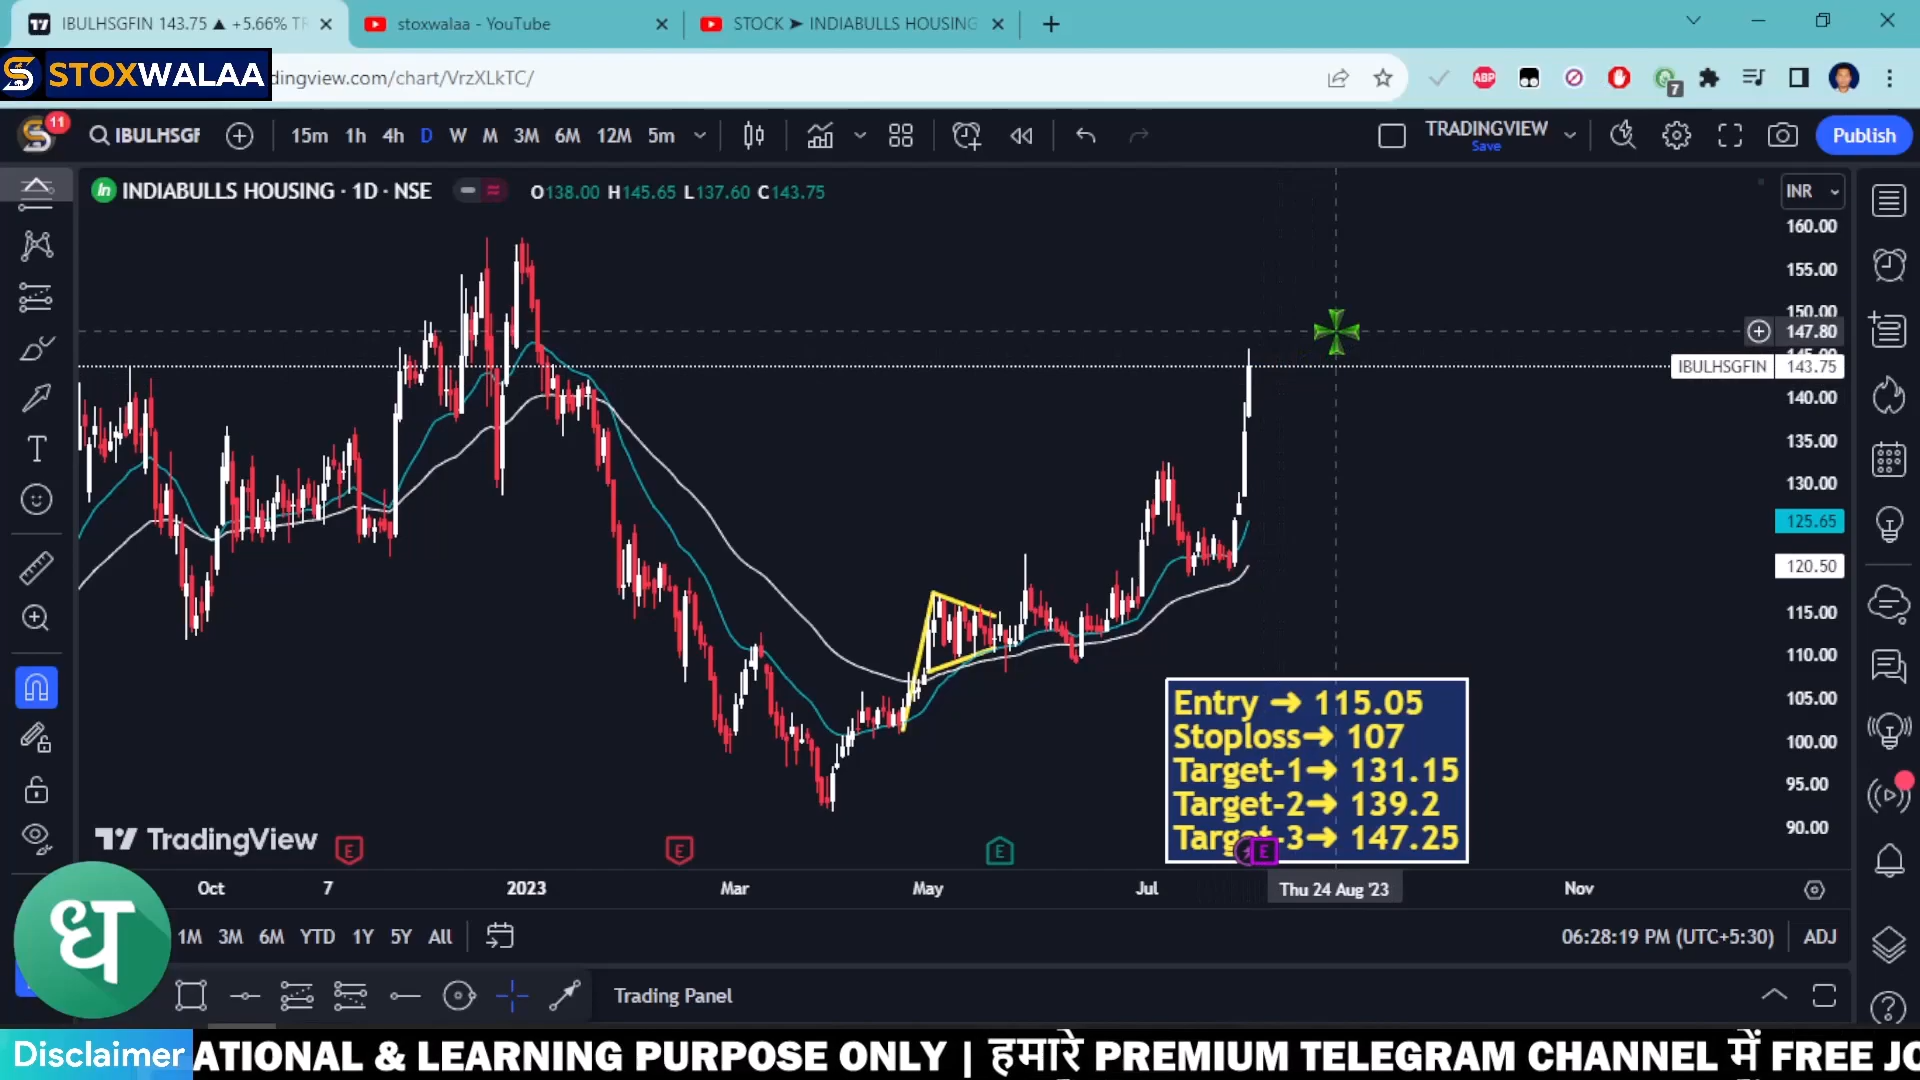 IBULHSGFIN 143.75 ▲ +5.66%
stoxwalaa - YouTube
STOCK ➤ INDIABULLS HOUSING
STOXWALAA
dingview.com/chart/VrzXLkTC/
ABP
7
11
IBULHSGF
15m 1h 4h D W M 3M 6M 12M 5m
TRADINGVIEW
Save
Publish
INDIABULLS HOUSING · 1D · NSE
O138.00 H145.65 L137.60 C143.75
INR
160.00
155.00
150.00
147.80
IBULHSGFIN 143.75
140.00
135.00
130.00
125.65
120.50
115.00
110.00
105.00
100.00
95.00
90.00
Entry ➜ 115.05
Stoploss➜ 107
Target-1➜ 131.15
Target-2➜ 139.2
Target-3➜ 147.25
TradingView
E
E
E
E
Oct 7 2023 Mar May Jul Thu 24 Aug '23 Nov
ध
1M 3M 6M YTD 1Y 5Y All
06:28:19 PM (UTC+5:30) ADJ
Trading Panel
Disclaimer
ATIONAL & LEARNING PURPOSE ONLY | हमारे PREMIUM TELEGRAM CHANNEL में FREE JO